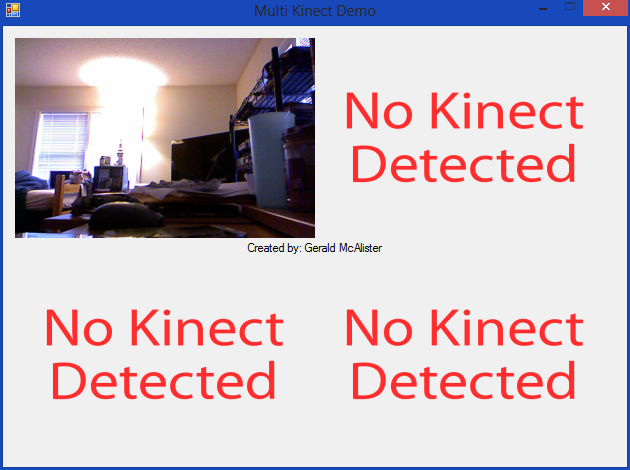 Multi Kinect Demo
No Kinect
Detected
Created by: Gerald McAlister
No Kinect
Detected
No Kinect
Detected